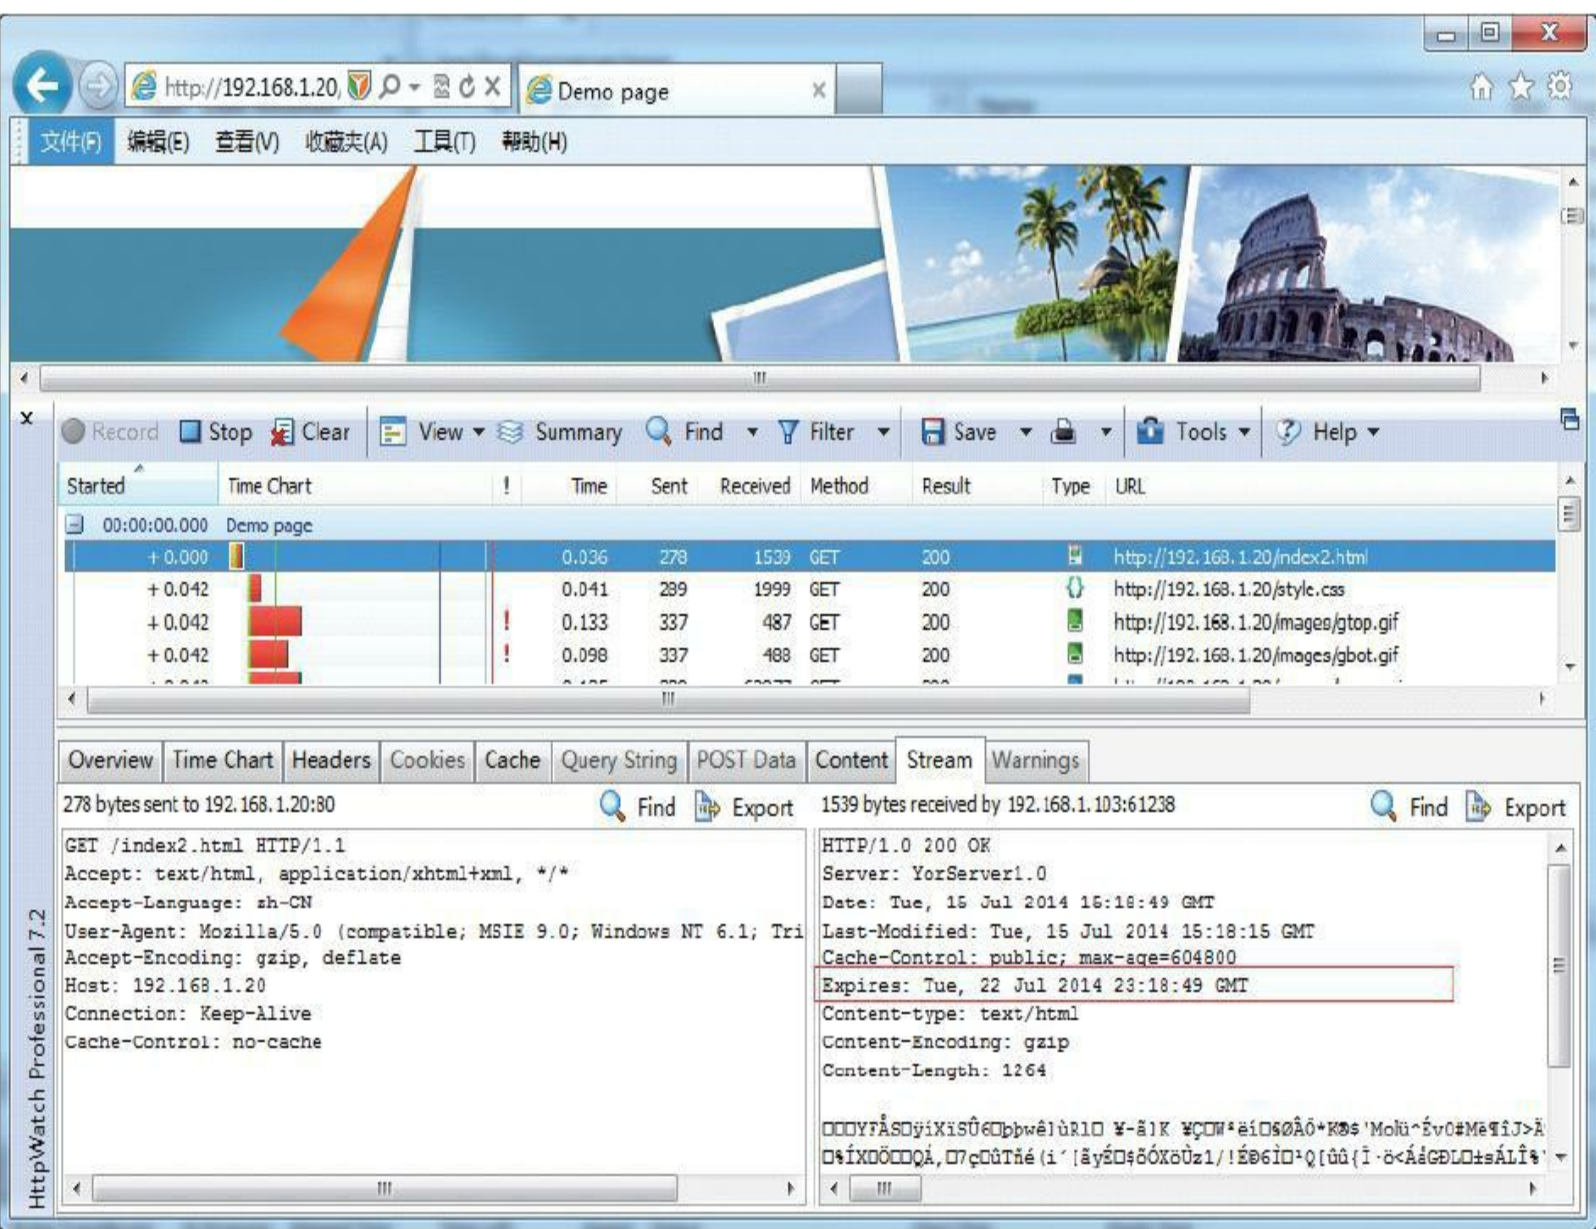 http://192.168.1.20,
Demo page
文件(F) 编辑(E) 查看(V) 收藏夹(A) 工具(T) 帮助(H)
Record Stop Clear View Summary Find Filter Save Tools Help
Started Time Chart ! Time Sent Received Method Result Type URL
00:00:00.000 Demo page
+ 0.000 0.036 278 1539 GET 200 http://192.168.1.20/index2.html
+ 0.042 0.041 289 1999 GET 200 http://192.168.1.20/style.css
+ 0.042 ! 0.133 337 487 GET 200 http://192.168.1.20/images/gtop.gif
+ 0.042 ! 0.098 337 488 GET 200 http://192.168.1.20/images/gbot.gif
Overview Time Chart Headers Cookies Cache Query String POST Data Content Stream Warnings
278 bytes sent to 192.168.1.20:80 Find Export
GET /index2.html HTTP/1.1
Accept: text/html, application/xhtml+xml, */*
Accept-Language: zh-CN
User-Agent: Mozilla/5.0 (compatible; MSIE 9.0; Windows NT 6.1; Tri
Accept-Encoding: gzip, deflate
Host: 192.168.1.20
Connection: Keep-Alive
Cache-Control: no-cache
1539 bytes received by 192.168.1.103:61238 Find Export
HTTP/1.0 200 OK
Server: YorServer1.0
Date: Tue, 15 Jul 2014 15:18:49 GMT
Last-Modified: Tue, 15 Jul 2014 15:18:15 GMT
Cache-Control: public; max-age=604800
Expires: Tue, 22 Jul 2014 23:18:49 GMT
Content-type: text/html
Content-Encoding: gzip
Content-Length: 1264
HttpWatch Professional 7.2